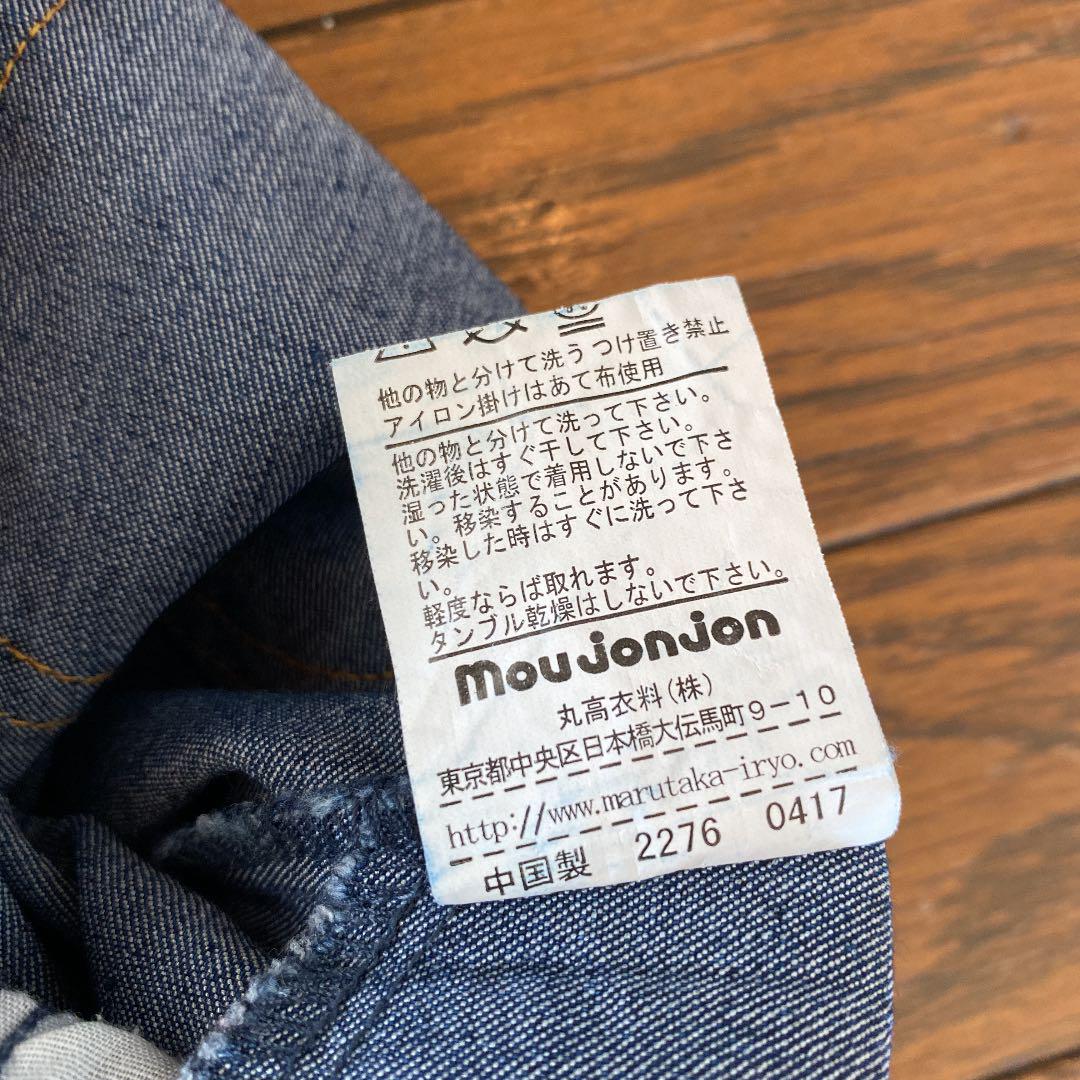 他の物と分けて洗うつけ置き禁止
アイロン掛けはあて布使用
他の物と分けて洗って下さい。
洗濯後はすぐ干して下さい。
湿った状態で着用しないで下さ
い。移染することがあります。
移染した時はすぐに洗って下さ
い。
軽度ならば取れます。
タンブル乾燥はしないで下さい。
moujonjon
丸高衣料(株)
東京都中央区日本橋大伝馬町9-10
http://www.marutaka-iryo.com
中国製 2276 0417